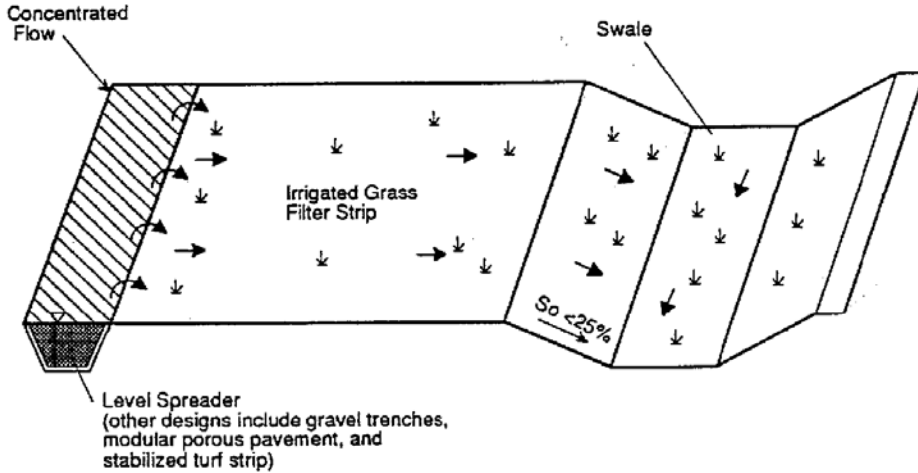 Concentrated
Flow
Swale
Irrigated Grass
Filter Strip
So <25%
Level Spreader
(other designs include gravel trenches,
modular porous pavement, and
stabilized turf strip)